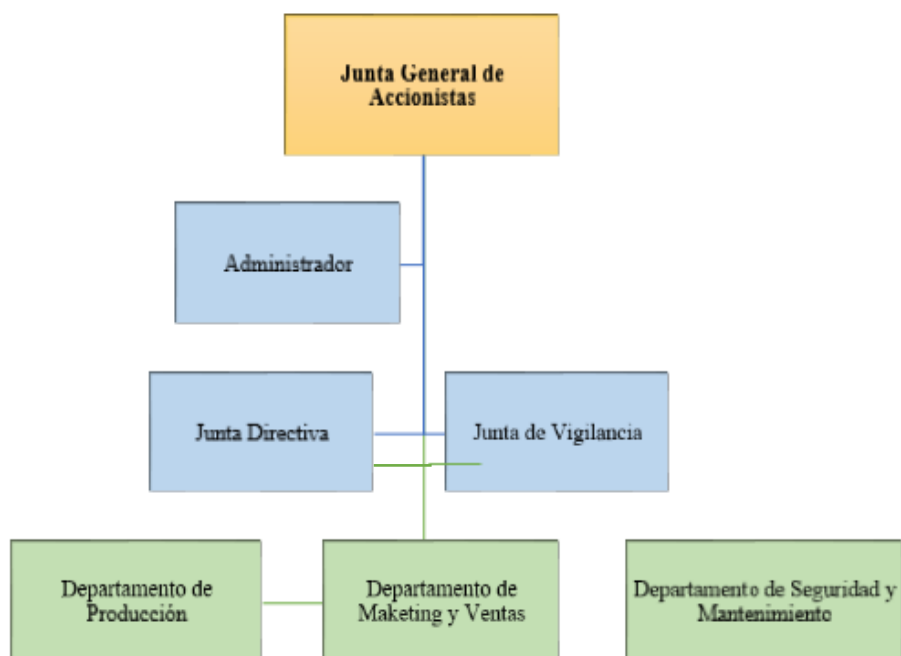 Junta General de
Accionistas
Administrador
Junta Directiva
Junta de Vigilancia
Departamento de
Producción
Departamento de
Maketing y Ventas
Departamento de Seguridad y
Mantenimiento